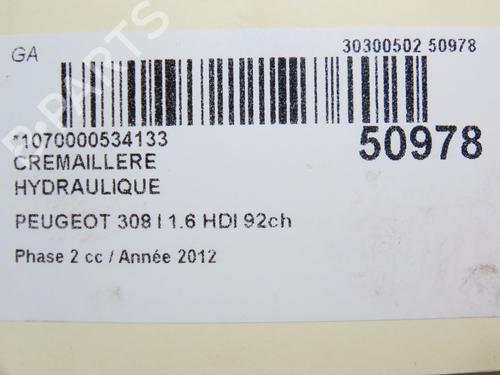 GA
30300502 50978
*1070000534133
50978
CREMAILLERE
HYDRAULIQUE
PEUGEOT 308 I 1.6 HDI 92ch
Phase 2 cc / Année 2012
B-PARTS